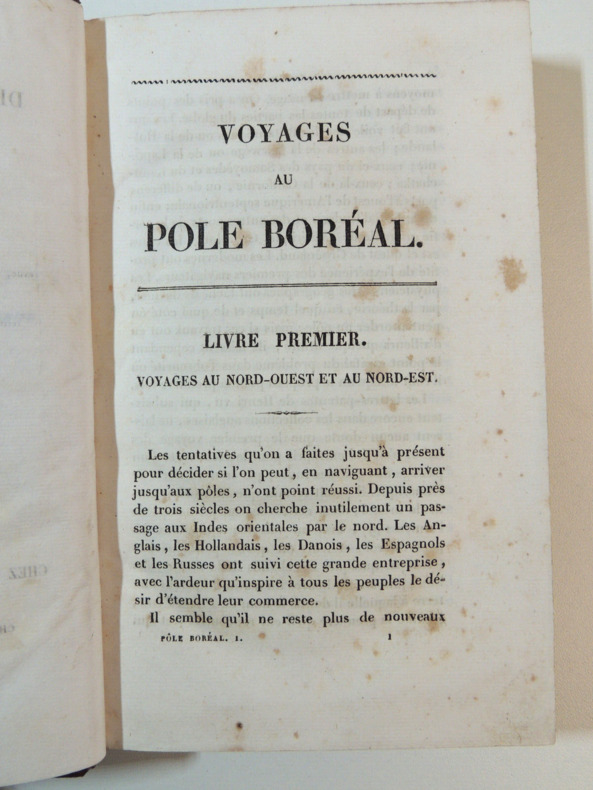 VOYAGES
AU
POLE BORÉAL.
LIVRE PREMIER.
VOYAGES AU NORD-OUEST ET AU NORD-EST.
Les tentatives qu'on a faites jusqu'à présent
pour décider si l'on peut, en naviguant, arriver
jusqu'aux pôles, n'ont point réussi. Depuis près
de trois siècles on cherche inutilement un pas-
sage aux Indes orientales par le nord. Les An-
glais, les Hollandais, les Danois, les Espagnols
et les Russes ont suivi cette grande entreprise,
avec l'ardeur qu'inspire à tous les peuples le dé-
sir d'étendre leur commerce.
Il semble qu'il ne reste plus de nouveaux
PÔLE BORÉAL. I. 1